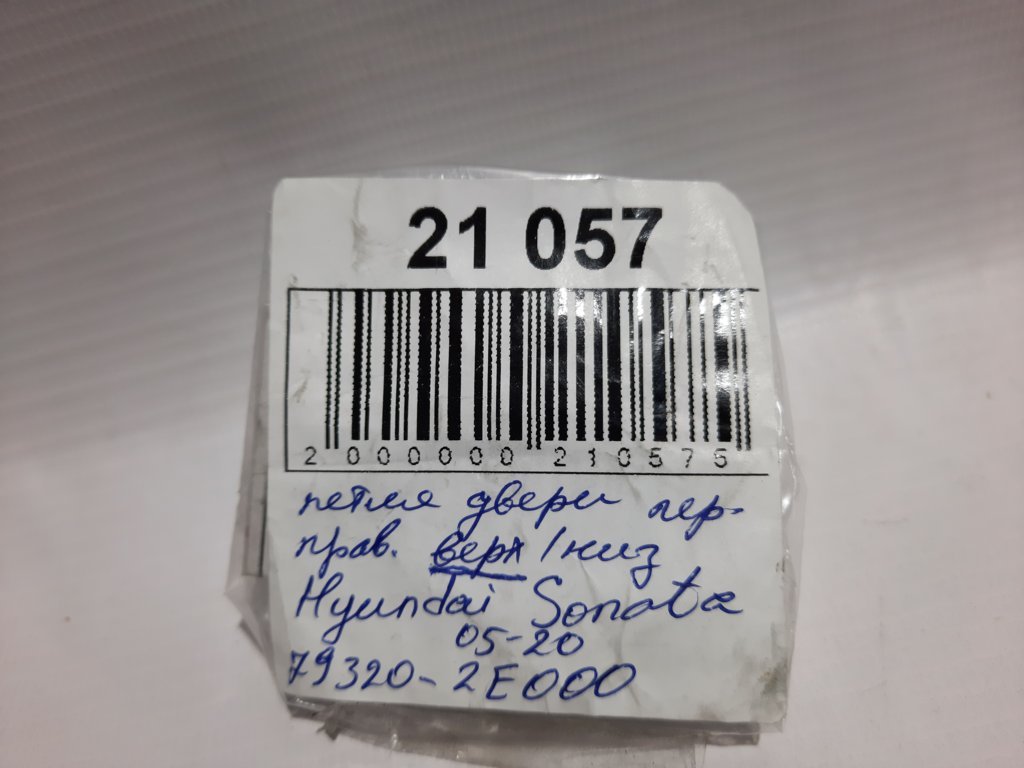 21 057
2 000000 210575
петля двери пер.
прав. верх / низ
Hyundai Sonata
05-20
79320-2E000